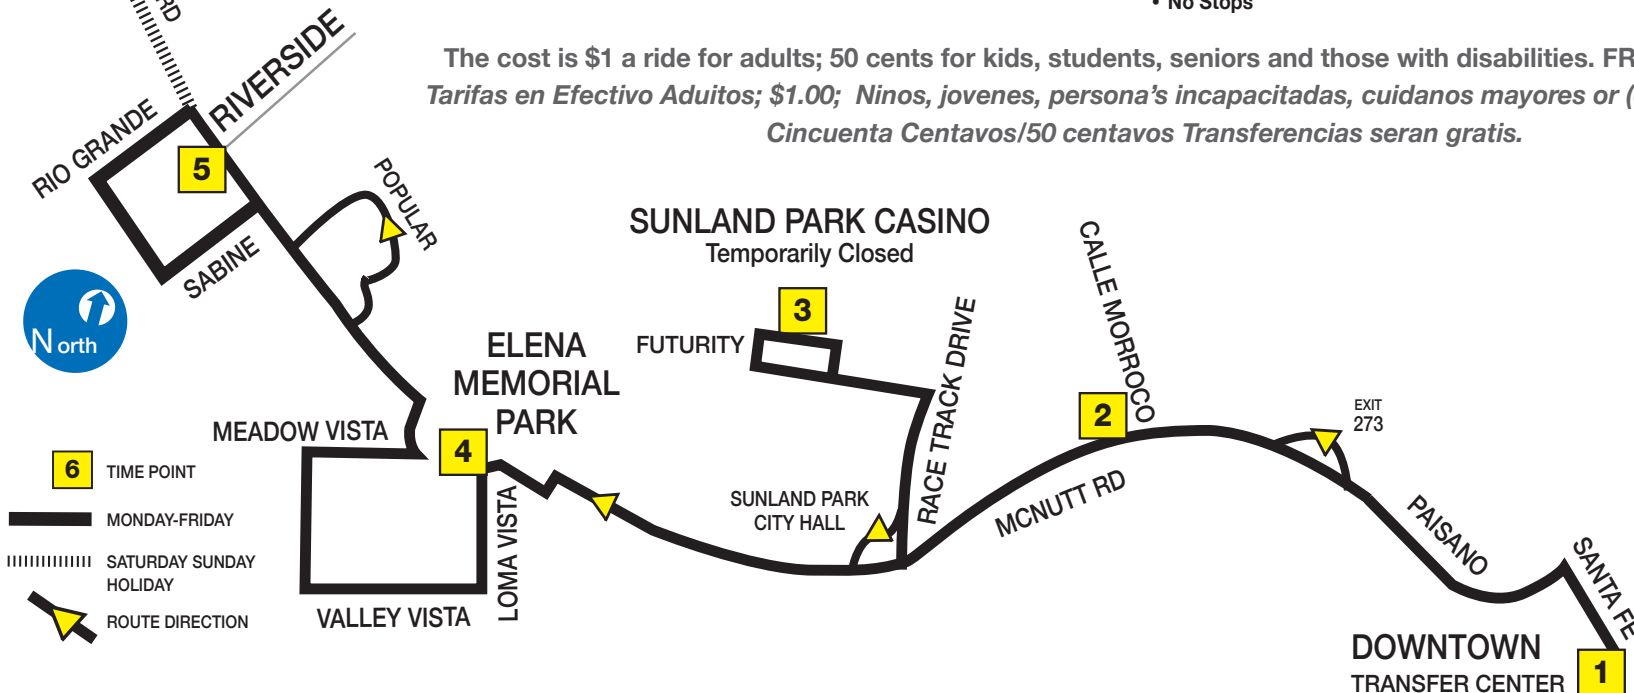 • No Stops
RD
RIVERSIDE
The cost is $1 a ride for adults; 50 cents for kids, students, seniors and those with disabilities. FR
Tarifas en Efectivo Aduitos; $1.00; Ninos, jovenes, persona's incapacitadas, cuidanos mayores or (
Cincuenta Centavos/50 centavos Transferencias seran gratis.
RIO GRANDE
5
POPULAR
SABINE
SUNLAND PARK CASINO
Temporarily Closed
CALLE MORROCO
North
3
FUTURITY
RACE TRACK DRIVE
ELENA
MEMORIAL
PARK
2
EXIT
273
MEADOW VISTA
4
6 TIME POINT
MONDAY-FRIDAY
SATURDAY SUNDAY
HOLIDAY
ROUTE DIRECTION
LOMA VISTA
VALLEY VISTA
SUNLAND PARK
CITY HALL
MCNUTT RD
PAISANO
SANTA FE
DOWNTOWN
TRANSFER CENTER
1